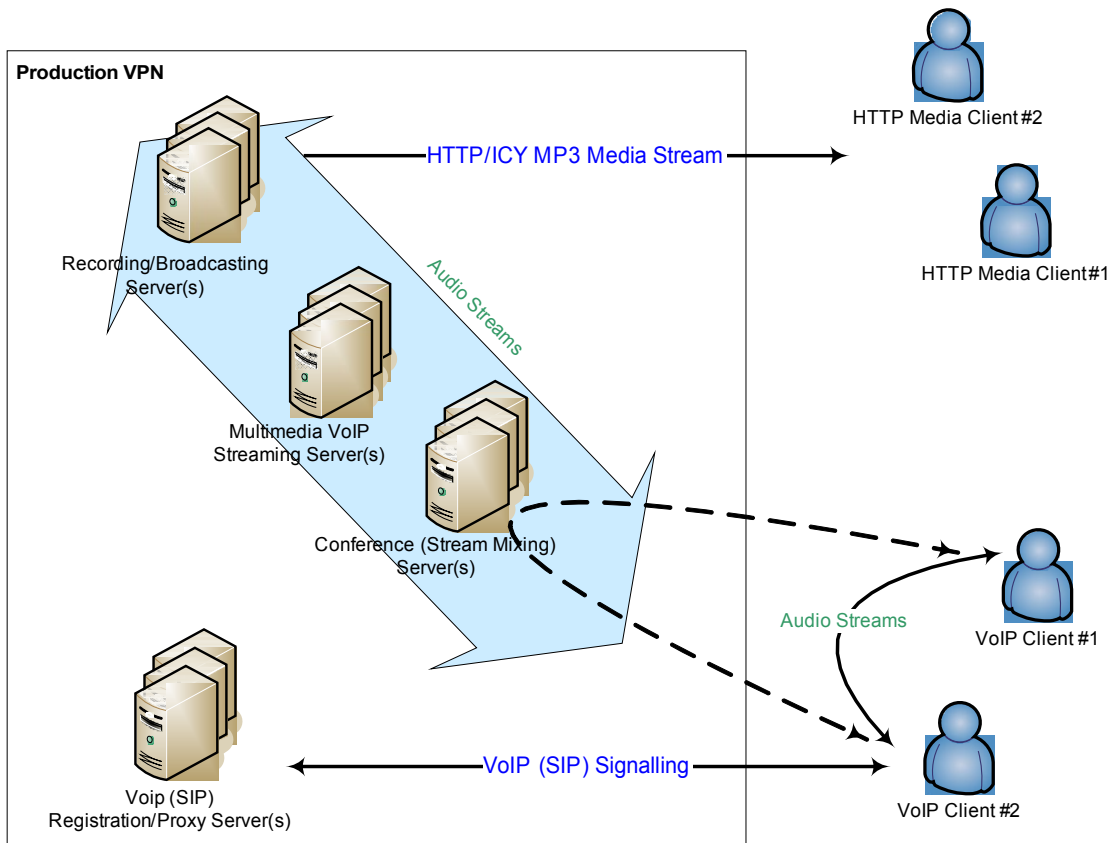 Production VPN
HTTP Media Client #2
HTTP/ICY MP3 Media Stream
Recording/Broadcasting
Server(s)
HTTP Media Client #1
Audio Streams
Multimedia VoIP
Streaming Server(s)
Conference (Stream Mixing)
Server(s)
Audio Streams
VoIP Client #1
VoIP (SIP) Signalling
Voip (SIP)
Registration/Proxy Server(s)
VoIP Client #2